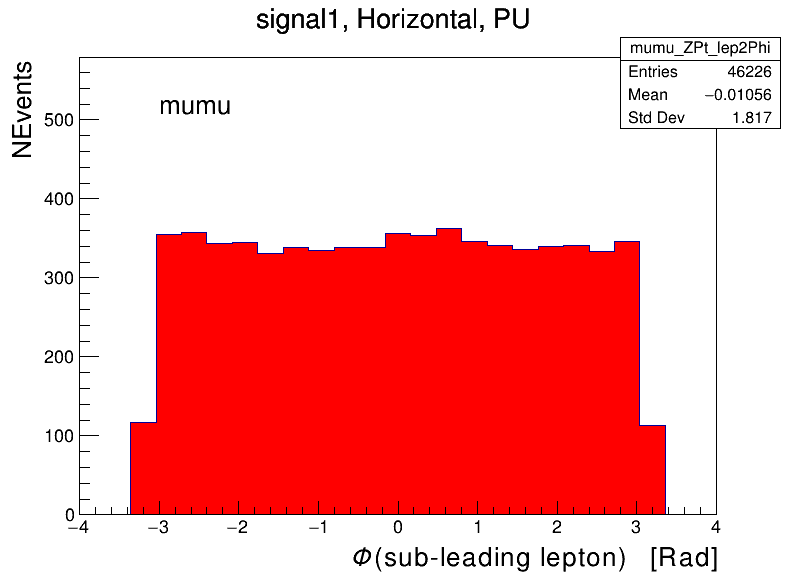 signal1, Horizontal, PU
mumu_ZPt_lep2Phi
Entries 46226
Mean −0.01056
Std Dev 1.817
NEvents
mumu
500
400
300
200
100
0
−4 −3 −2 −1 0 1 2 3 4
Φ(sub-leading lepton) [Rad]